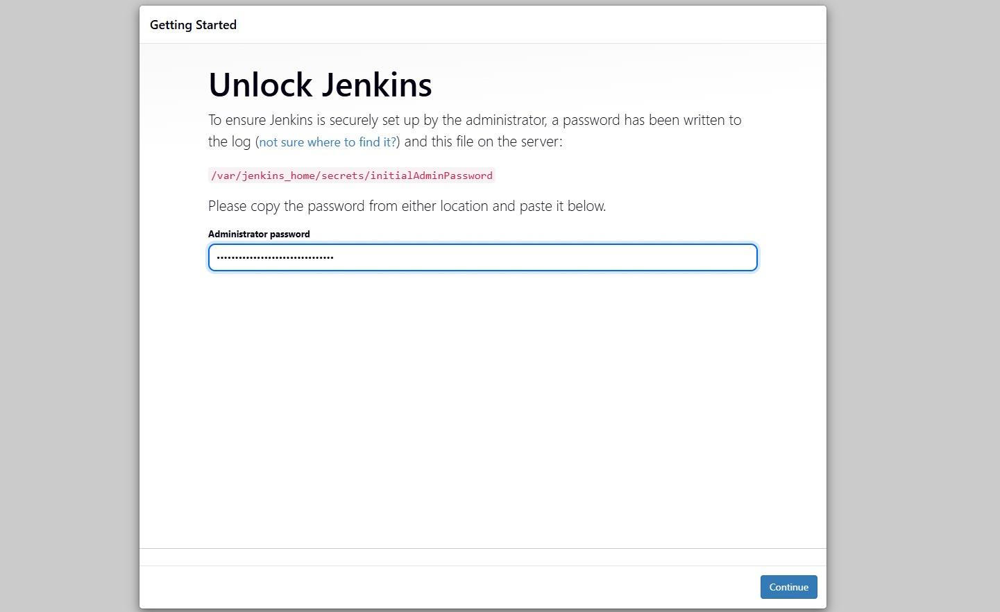 Getting Started
Unlock Jenkins
To ensure Jenkins is securely set up by the administrator, a password has been written to
the log (not sure where to find it?) and this file on the server:
/var/jenkins_home/secrets/initialAdminPassword
Please copy the password from either location and paste it below.
Administrator password
••••••••••••••••••••••••••••••••
Continue